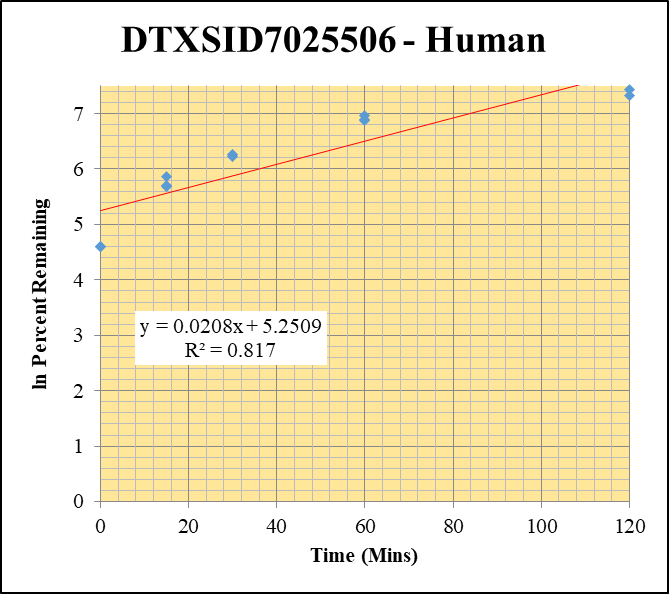 DTXSID7025506 - Human
ln Percent Remaining
7
6
5
4
3
2
1
0
y = 0.0208x + 5.2509
R² = 0.817
0 20 40 60 80 100 120
Time (Mins)